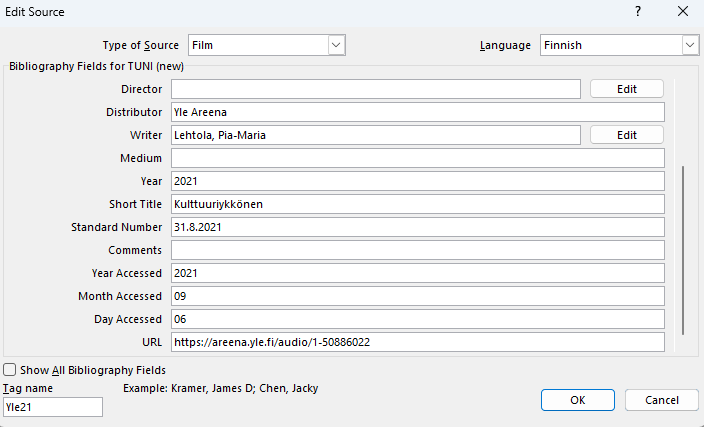 Edit Source ?
Type of Source Film Language Finnish
Bibliography Fields for TUNI (new)
Director Edit
Distributor Yle Areena
Writer Lehtola, Pia-Maria Edit
Medium
Year 2021
Short Title Kulttuuriykkönen
Standard Number 31.8.2021
Comments
Year Accessed 2021
Month Accessed 09
Day Accessed 06
URL https://areena.yle.fi/audio/1-50886022
Show All Bibliography Fields
Tag name Example: Kramer, James D; Chen, Jacky
Yle21 OK Cancel